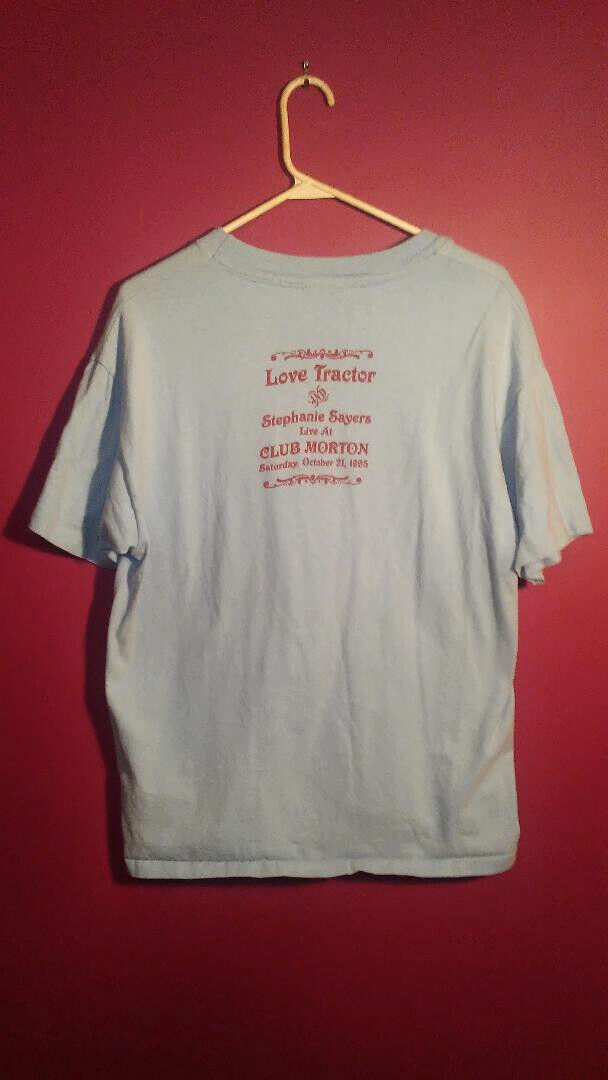 Love Tractor
Stephanie Sayers
Live At
CLUB MORTON
Saturday, October 21, 1995